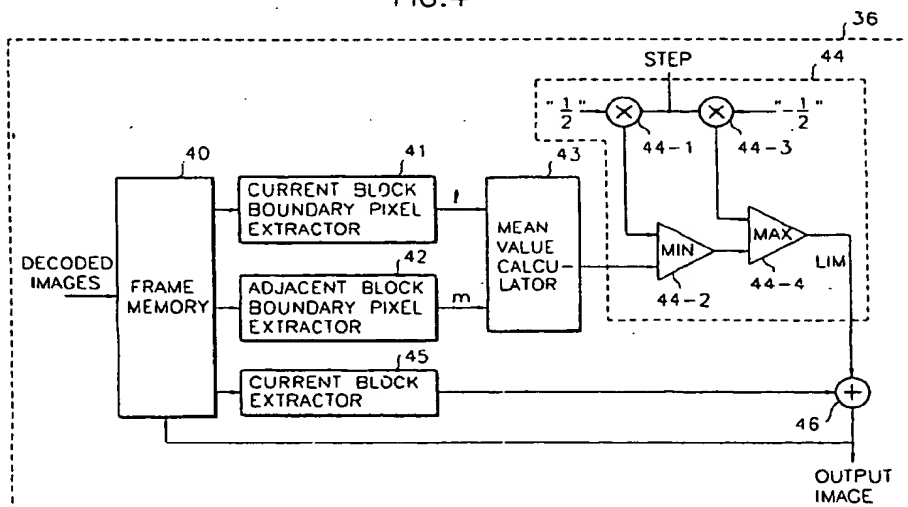 FIG.4
36
STEP
44
"1/2"
"-1/2"
44-1
44-3
40
41
43
CURRENT BLOCK
BOUNDARY PIXEL
EXTRACTOR
l
MEAN
VALUE
CALCU-
LATOR
MIN
MAX
LIM
44-2
44-4
DECODED
IMAGES
FRAME
MEMORY
42
ADJACENT BLOCK
BOUNDARY PIXEL
EXTRACTOR
m
45
CURRENT BLOCK
EXTRACTOR
46
OUTPUT
IMAGE